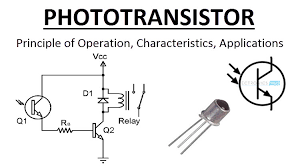 PHOTOTRANSISTOR
Principle of Operation, Characteristics, Applications
Vcc
D1
Relay
Q1
Q2